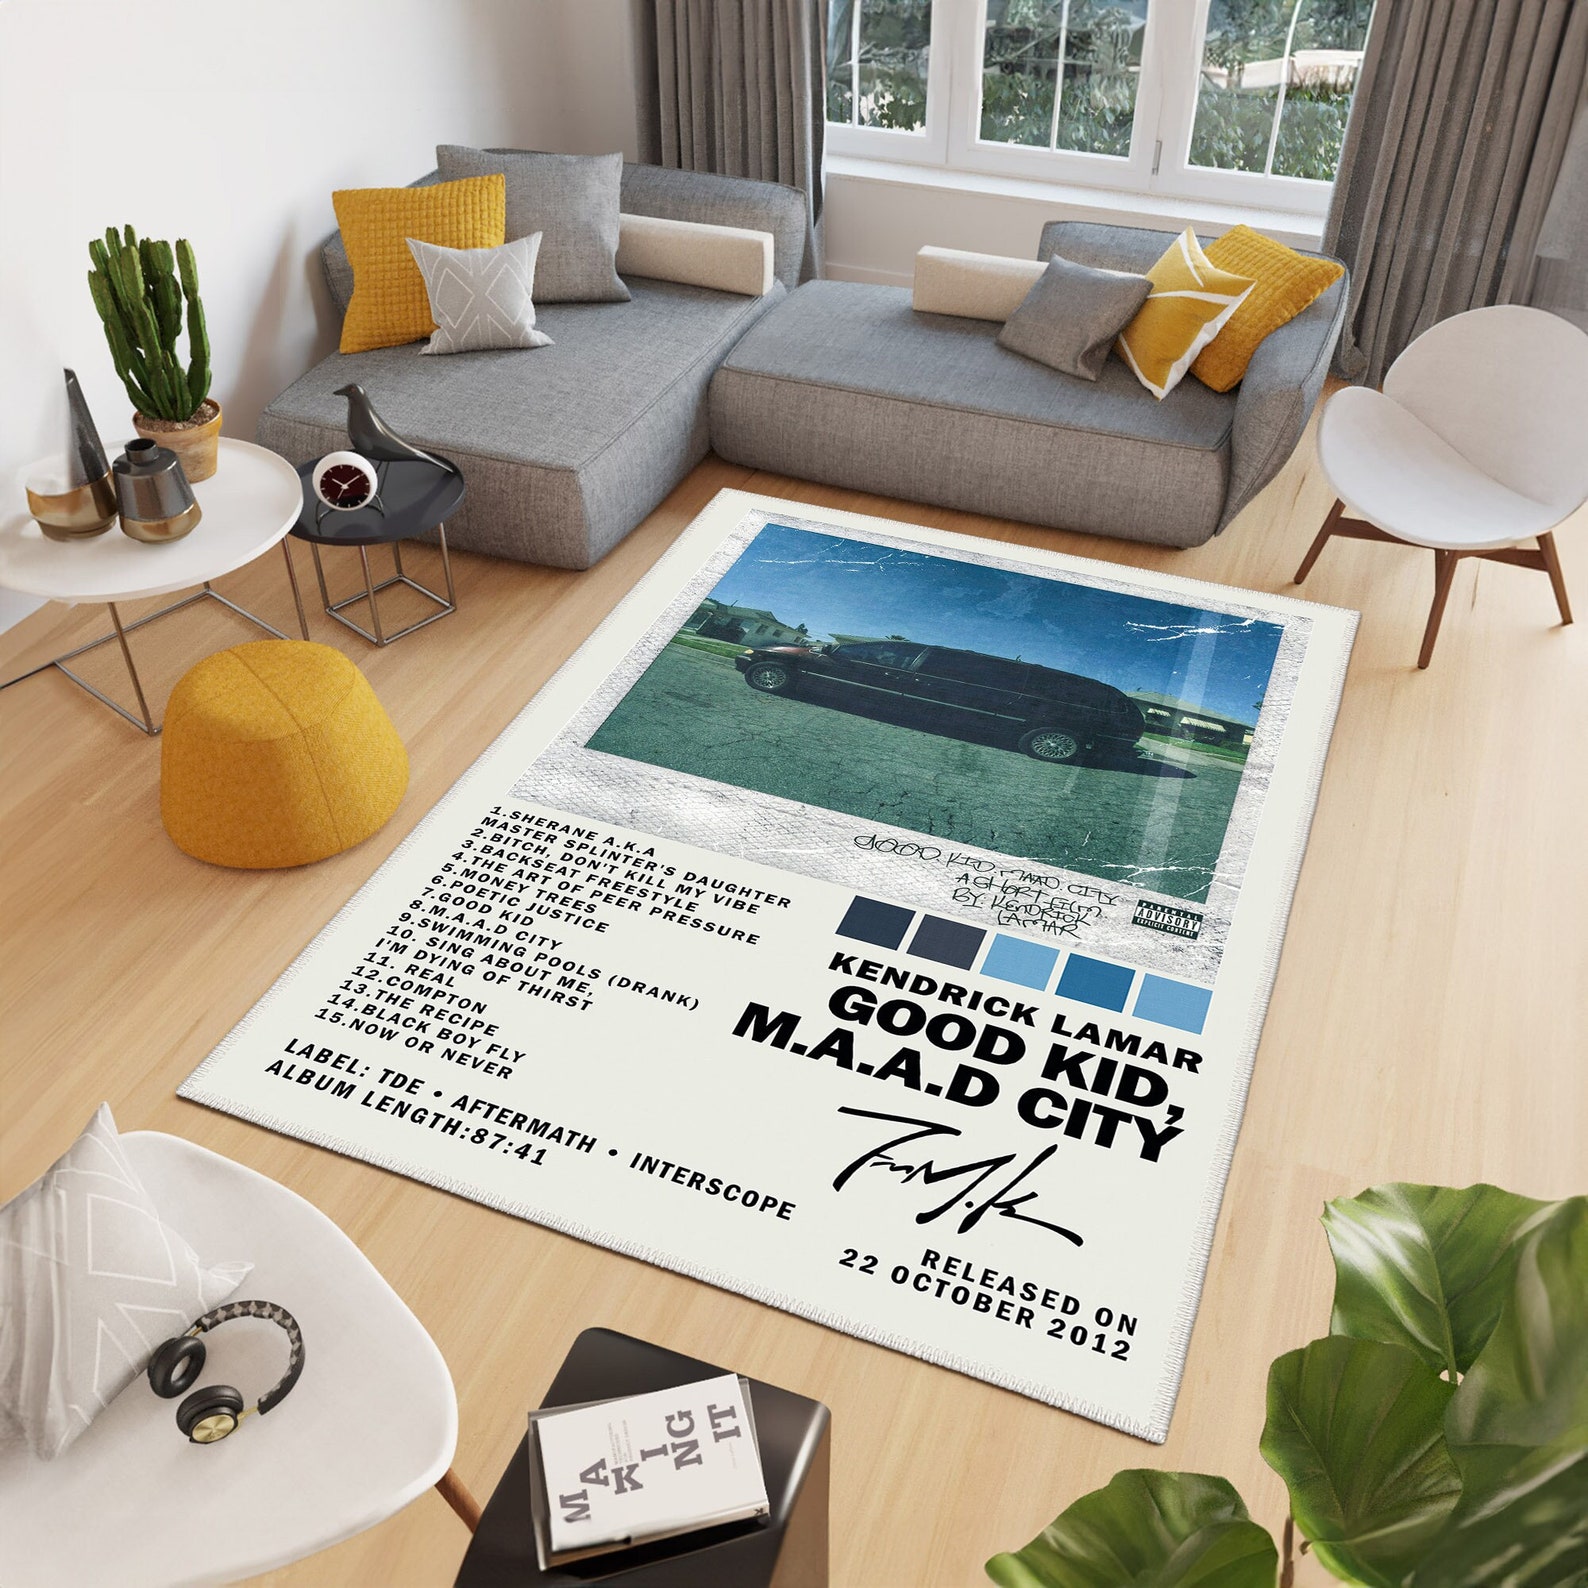 GOOD KID, MAAD CITY
A SHORT FILM
BY KENDRICK
LAMAR
PARENTAL
ADVISORY
EXPLICIT CONTENT
1.SHERANE A.K.A
MASTER SPLINTER'S DAUGHTER
2.BITCH, DON'T KILL MY VIBE
3.BACKSEAT FREESTYLE
4.THE ART OF PEER PRESSURE
5.MONEY TREES
6.POETIC JUSTICE
7.GOOD KID
8.M.A.A.D CITY
9.SWIMMING POOLS (DRANK)
10. SING ABOUT ME,
I'M DYING OF THIRST
11. REAL
12.COMPTON
13.THE RECIPE
14.BLACK BOY FLY
15.NOW OR NEVER
LABEL: TDE • AFTERMATH • INTERSCOPE
ALBUM LENGTH:87:41
KENDRICK LAMAR
GOOD KID,
M.A.A.D CITY
RELEASED ON
22 OCTOBER 2012
MAKING IT